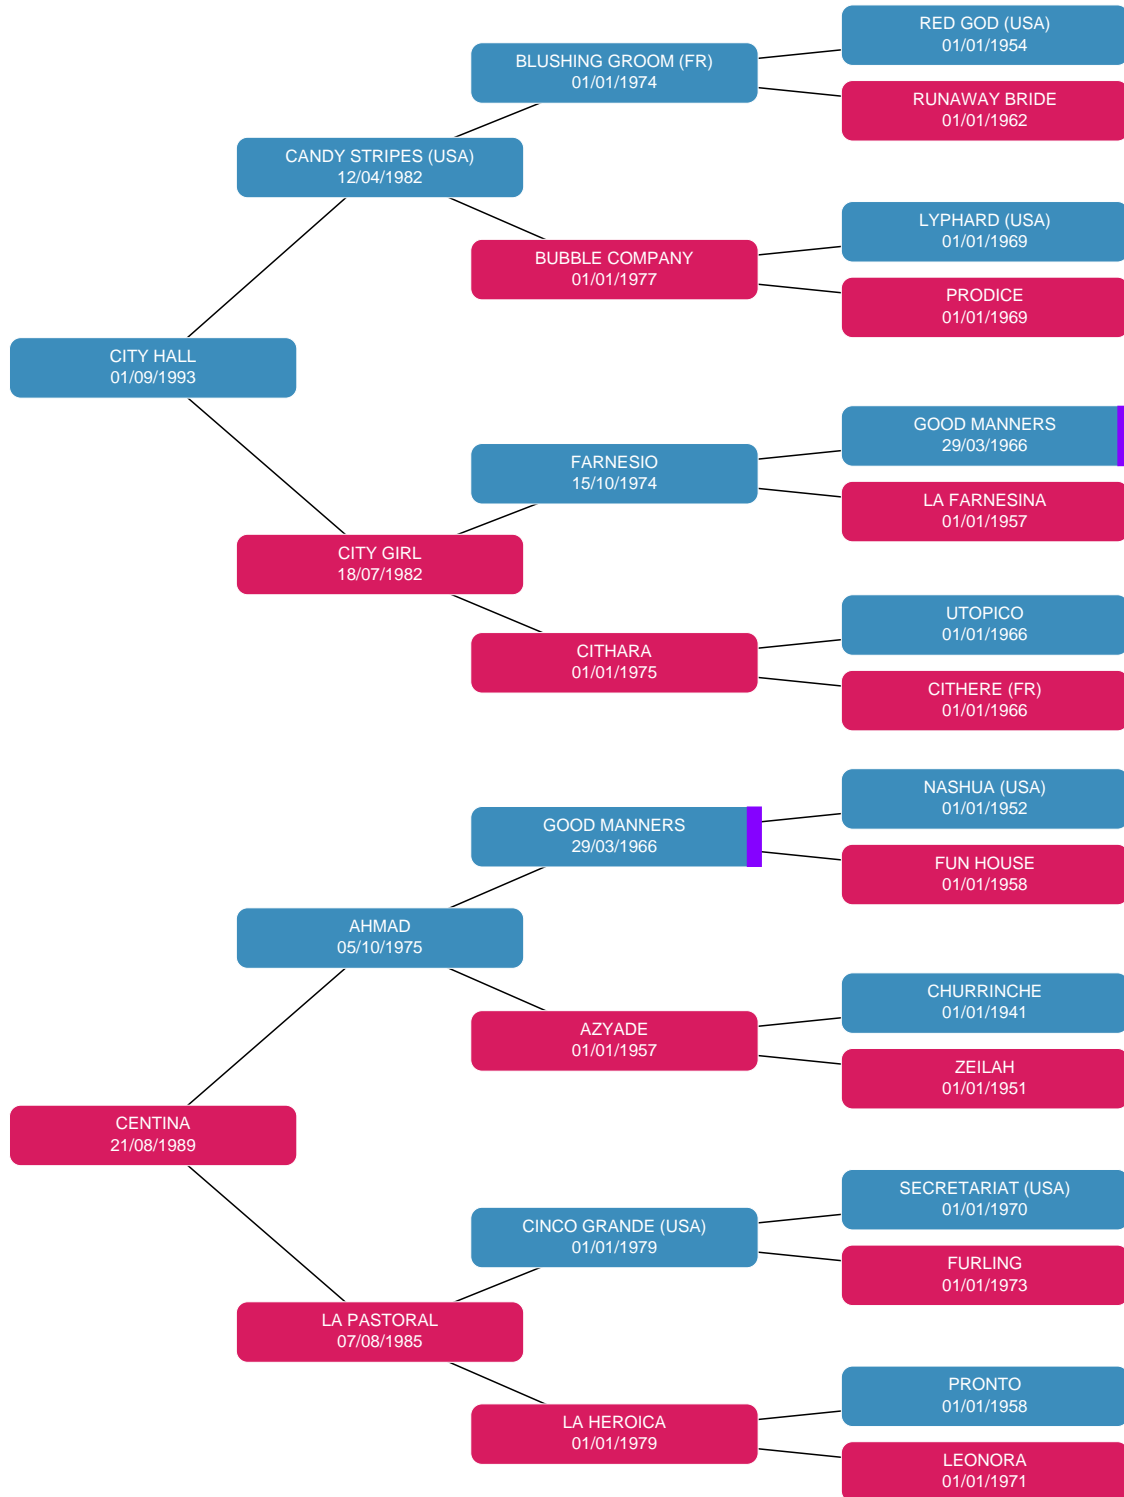 RED GOD (USA)
01/01/1954
BLUSHING GROOM (FR)
01/01/1974
RUNAWAY BRIDE
01/01/1962
CANDY STRIPES (USA)
12/04/1982
LYPHARD (USA)
01/01/1969
BUBBLE COMPANY
01/01/1977
PRODICE
01/01/1969
CITY HALL
01/09/1993
GOOD MANNERS
29/03/1966
FARNESIO
15/10/1974
LA FARNESINA
01/01/1957
CITY GIRL
18/07/1982
UTOPICO
01/01/1966
CITHARA
01/01/1975
CITHERE (FR)
01/01/1966
NASHUA (USA)
01/01/1952
GOOD MANNERS
29/03/1966
FUN HOUSE
01/01/1958
AHMAD
05/10/1975
CHURRINCHE
01/01/1941
AZYADE
01/01/1957
ZEILAH
01/01/1951
CENTINA
21/08/1989
SECRETARIAT (USA)
01/01/1970
CINCO GRANDE (USA)
01/01/1979
FURLING
01/01/1973
LA PASTORAL
07/08/1985
PRONTO
01/01/1958
LA HEROICA
01/01/1979
LEONORA
01/01/1971